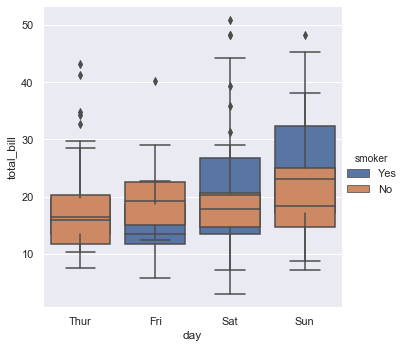 50
40
30
20
10
total_bill
Thur Fri Sat Sun
day
smoker
Yes
No